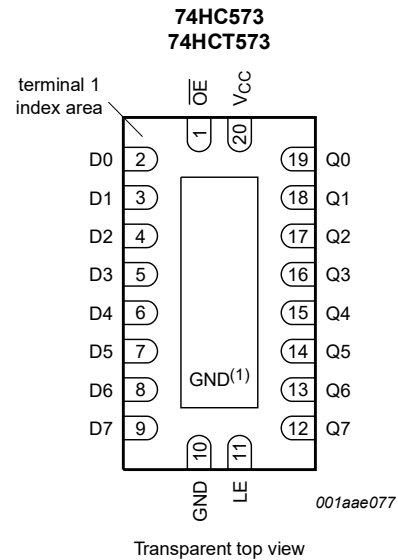 74HC573
74HCT573
terminal 1
index area
OE
VCC
1
20
D0 2 19 Q0
D1 3 18 Q1
D2 4 17 Q2
D3 5 16 Q3
D4 6 15 Q4
D5 7 14 Q5
D6 8 13 Q6
D7 9 12 Q7
GND(1)
10
11
GND
LE
001aae077
Transparent top view